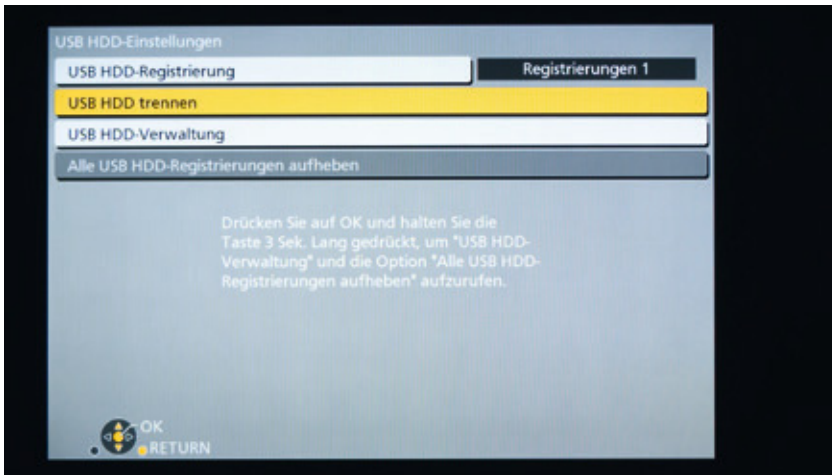 USB HDD-Einstellungen
USB HDD-Registrierung Registrierungen 1
USB HDD trennen
USB HDD-Verwaltung
Alle USB HDD-Registrierungen aufheben
Drücken Sie auf OK und halten Sie die
Taste 3 Sek. Lang gedrückt, um "USB HDD-
Verwaltung" und die Option "Alle USB HDD-
Registrierungen aufheben" aufzurufen.
OK
RETURN